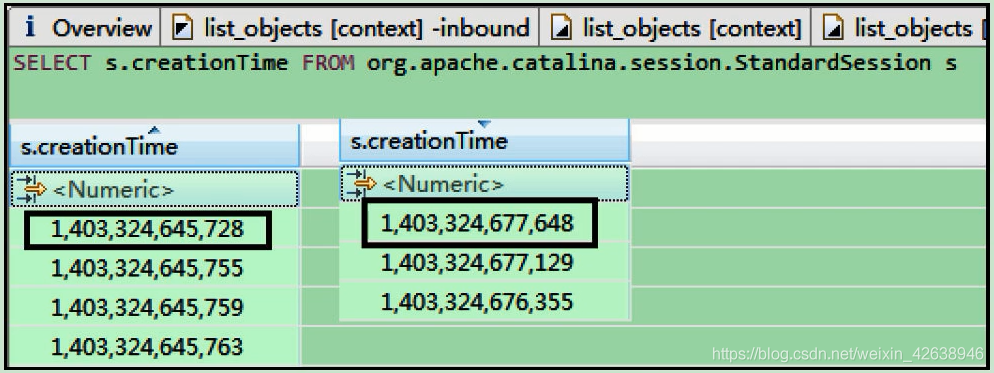 i Overview list_objects [context] -inbound list_objects [context] list_objects [
SELECT s.creationTime FROM org.apache.catalina.session.StandardSession s
s.creationTime
<Numeric>
1,403,324,645,728
1,403,324,645,755
1,403,324,645,759
1,403,324,645,763
s.creationTime
<Numeric>
1,403,324,677,648
1,403,324,677,129
1,403,324,676,355
https://blog.csdn.net/weixin_42638946